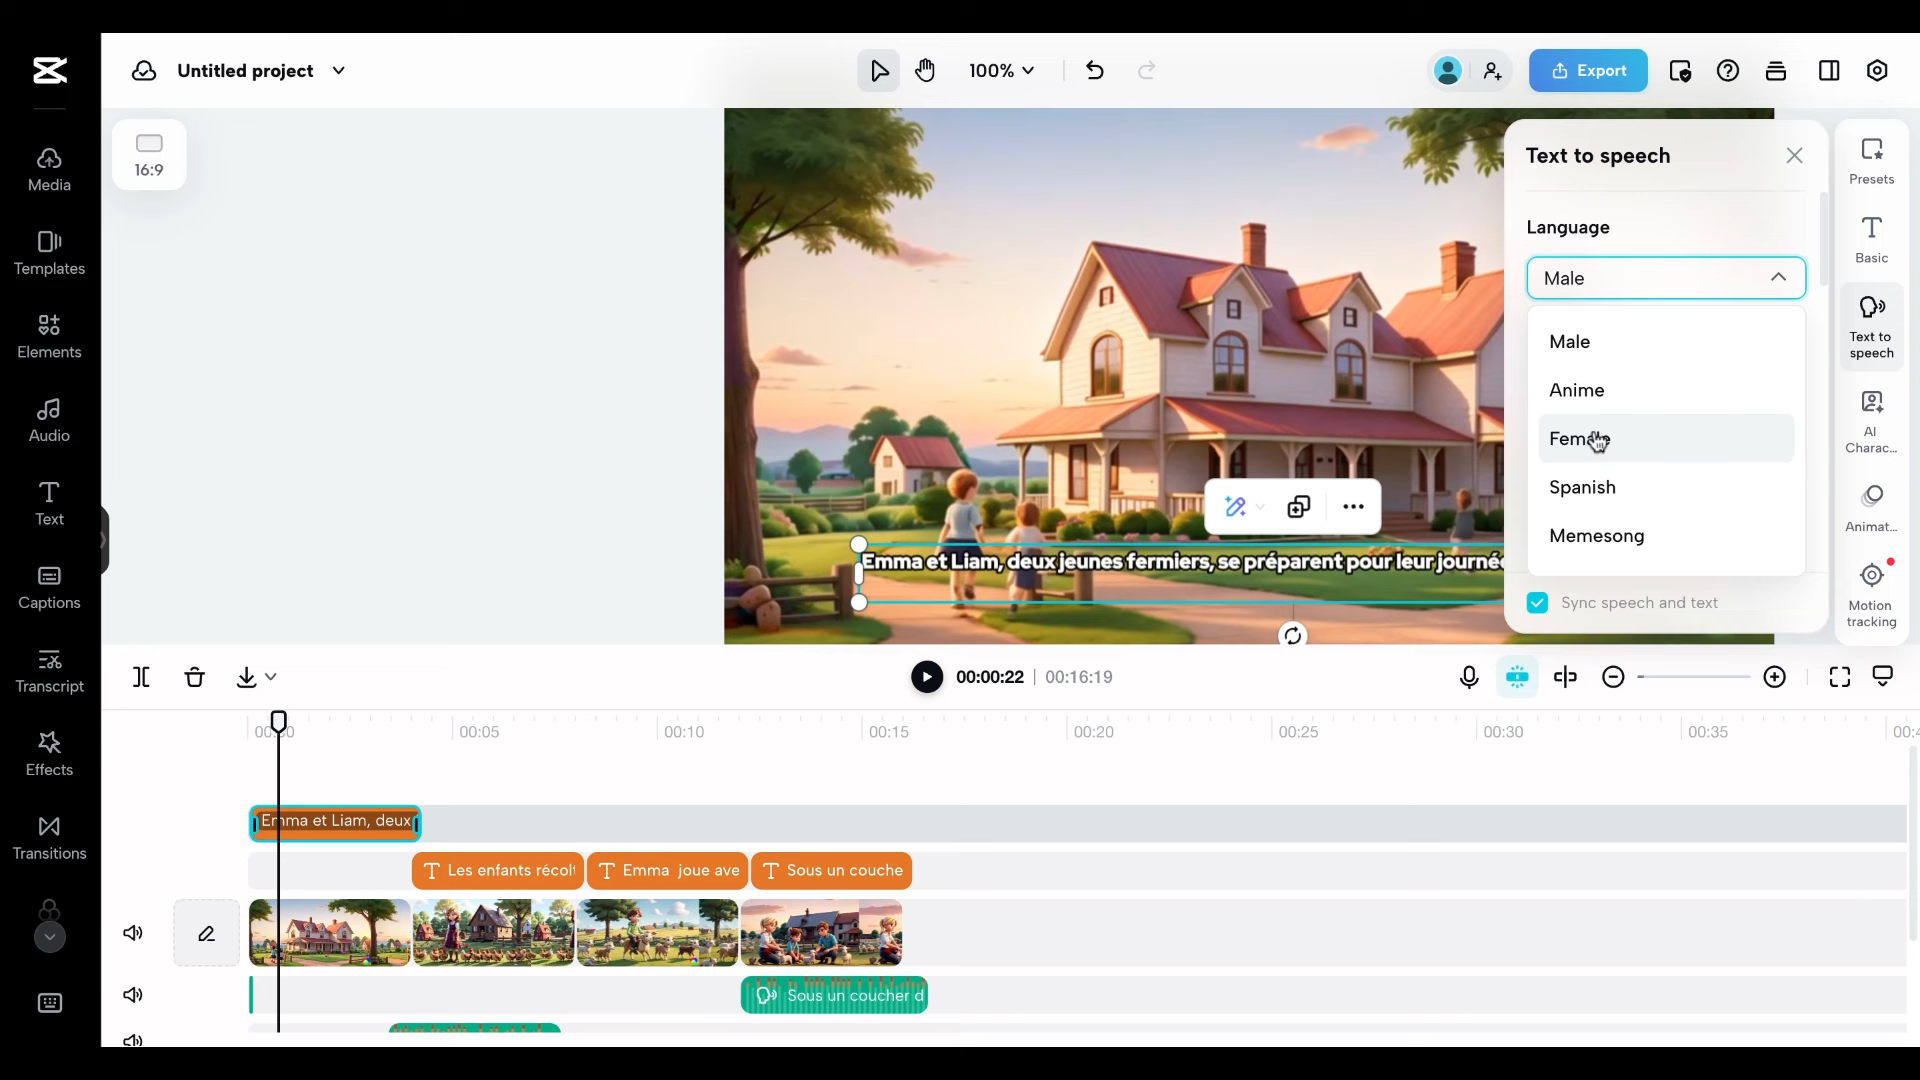 Untitled project
100%
Export
16:9
Media
Templates
Elements
Audio
Text
Captions
Transcript
Effects
Transitions
Text to speech
Language
Male
Male
Anime
Female
Spanish
Memesong
Sync speech and text
Presets
Basic
Text to
speech
AI
Charac...
Animat...
Motion
tracking
Emma et Liam, deux jeunes fermiers, se préparent pour leur journée
00:00:22 | 00:16:19
00:05
00:10
00:15
00:20
00:25
00:30
00:35
Emma et Liam, deux
Les enfants récolt
Emma joue ave
Sous un couche
Sous un coucher d